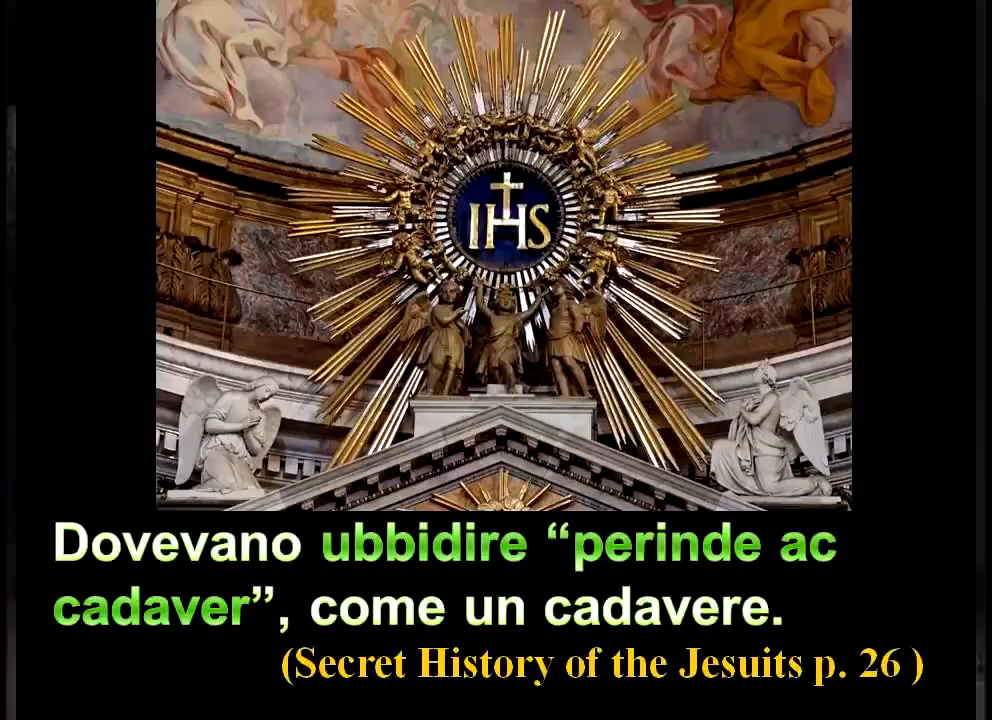 IHS
Dovevano ubbidire “perinde ac
cadaver”, come un cadavere.
(Secret History of the Jesuits p. 26 )